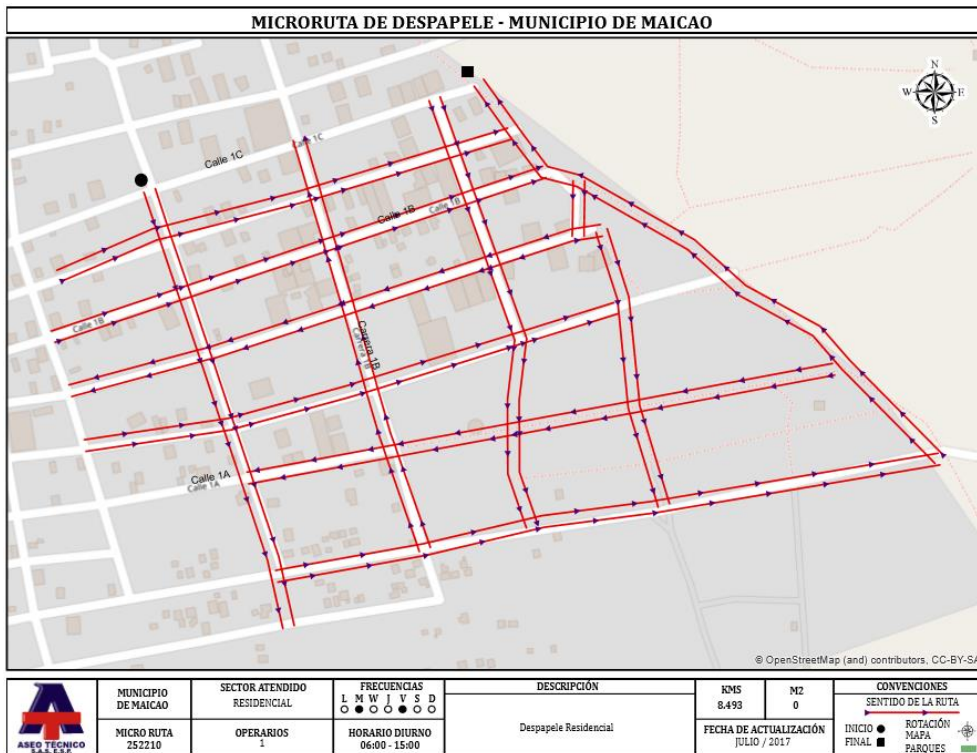 MICRORUTA DE DESPAPELE - MUNICIPIO DE MAICAO
N
W E
S
Calle 1C
Calle 1C
Calle 1B
Calle 1B
Calle 1B
Carrera 1B
Carrera 1B
Calle 1A
Calle 1A
© OpenStreetMap (and) contributors, CC-BY-SA
ASEO TÉCNICO
S.A.S. E.S.P.
MUNICIPIO
DE MAICAO
MICRO RUTA
252210
SECTOR ATENDIDO
RESIDENCIAL
OPERARIOS
1
FRECUENCIAS
L M W J V S D
HORARIO DIURNO
06:00 - 15:00
DESCRIPCIÓN
Despapele Residencial
KMS
8.493
M2
0
FECHA DE ACTUALIZACIÓN
JULIO / 2017
CONVENCIONES
SENTIDO DE LA RUTA
INICIO
FINAL
ROTACIÓN
MAPA
PARQUES